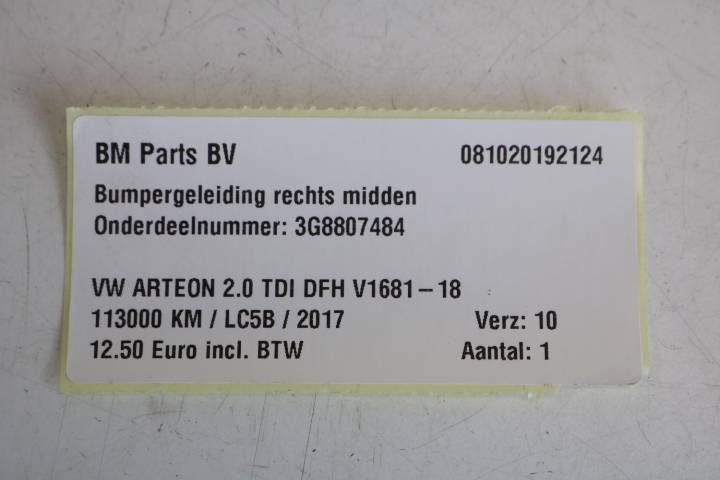 BM Parts BV 081020192124
Bumpergeleiding rechts midden
Onderdeelnummer: 3G8807484
VW ARTEON 2.0 TDI DFH V1681-18
113000 KM / LC5B / 2017 Verz: 10
12.50 Euro incl. BTW Aantal: 1